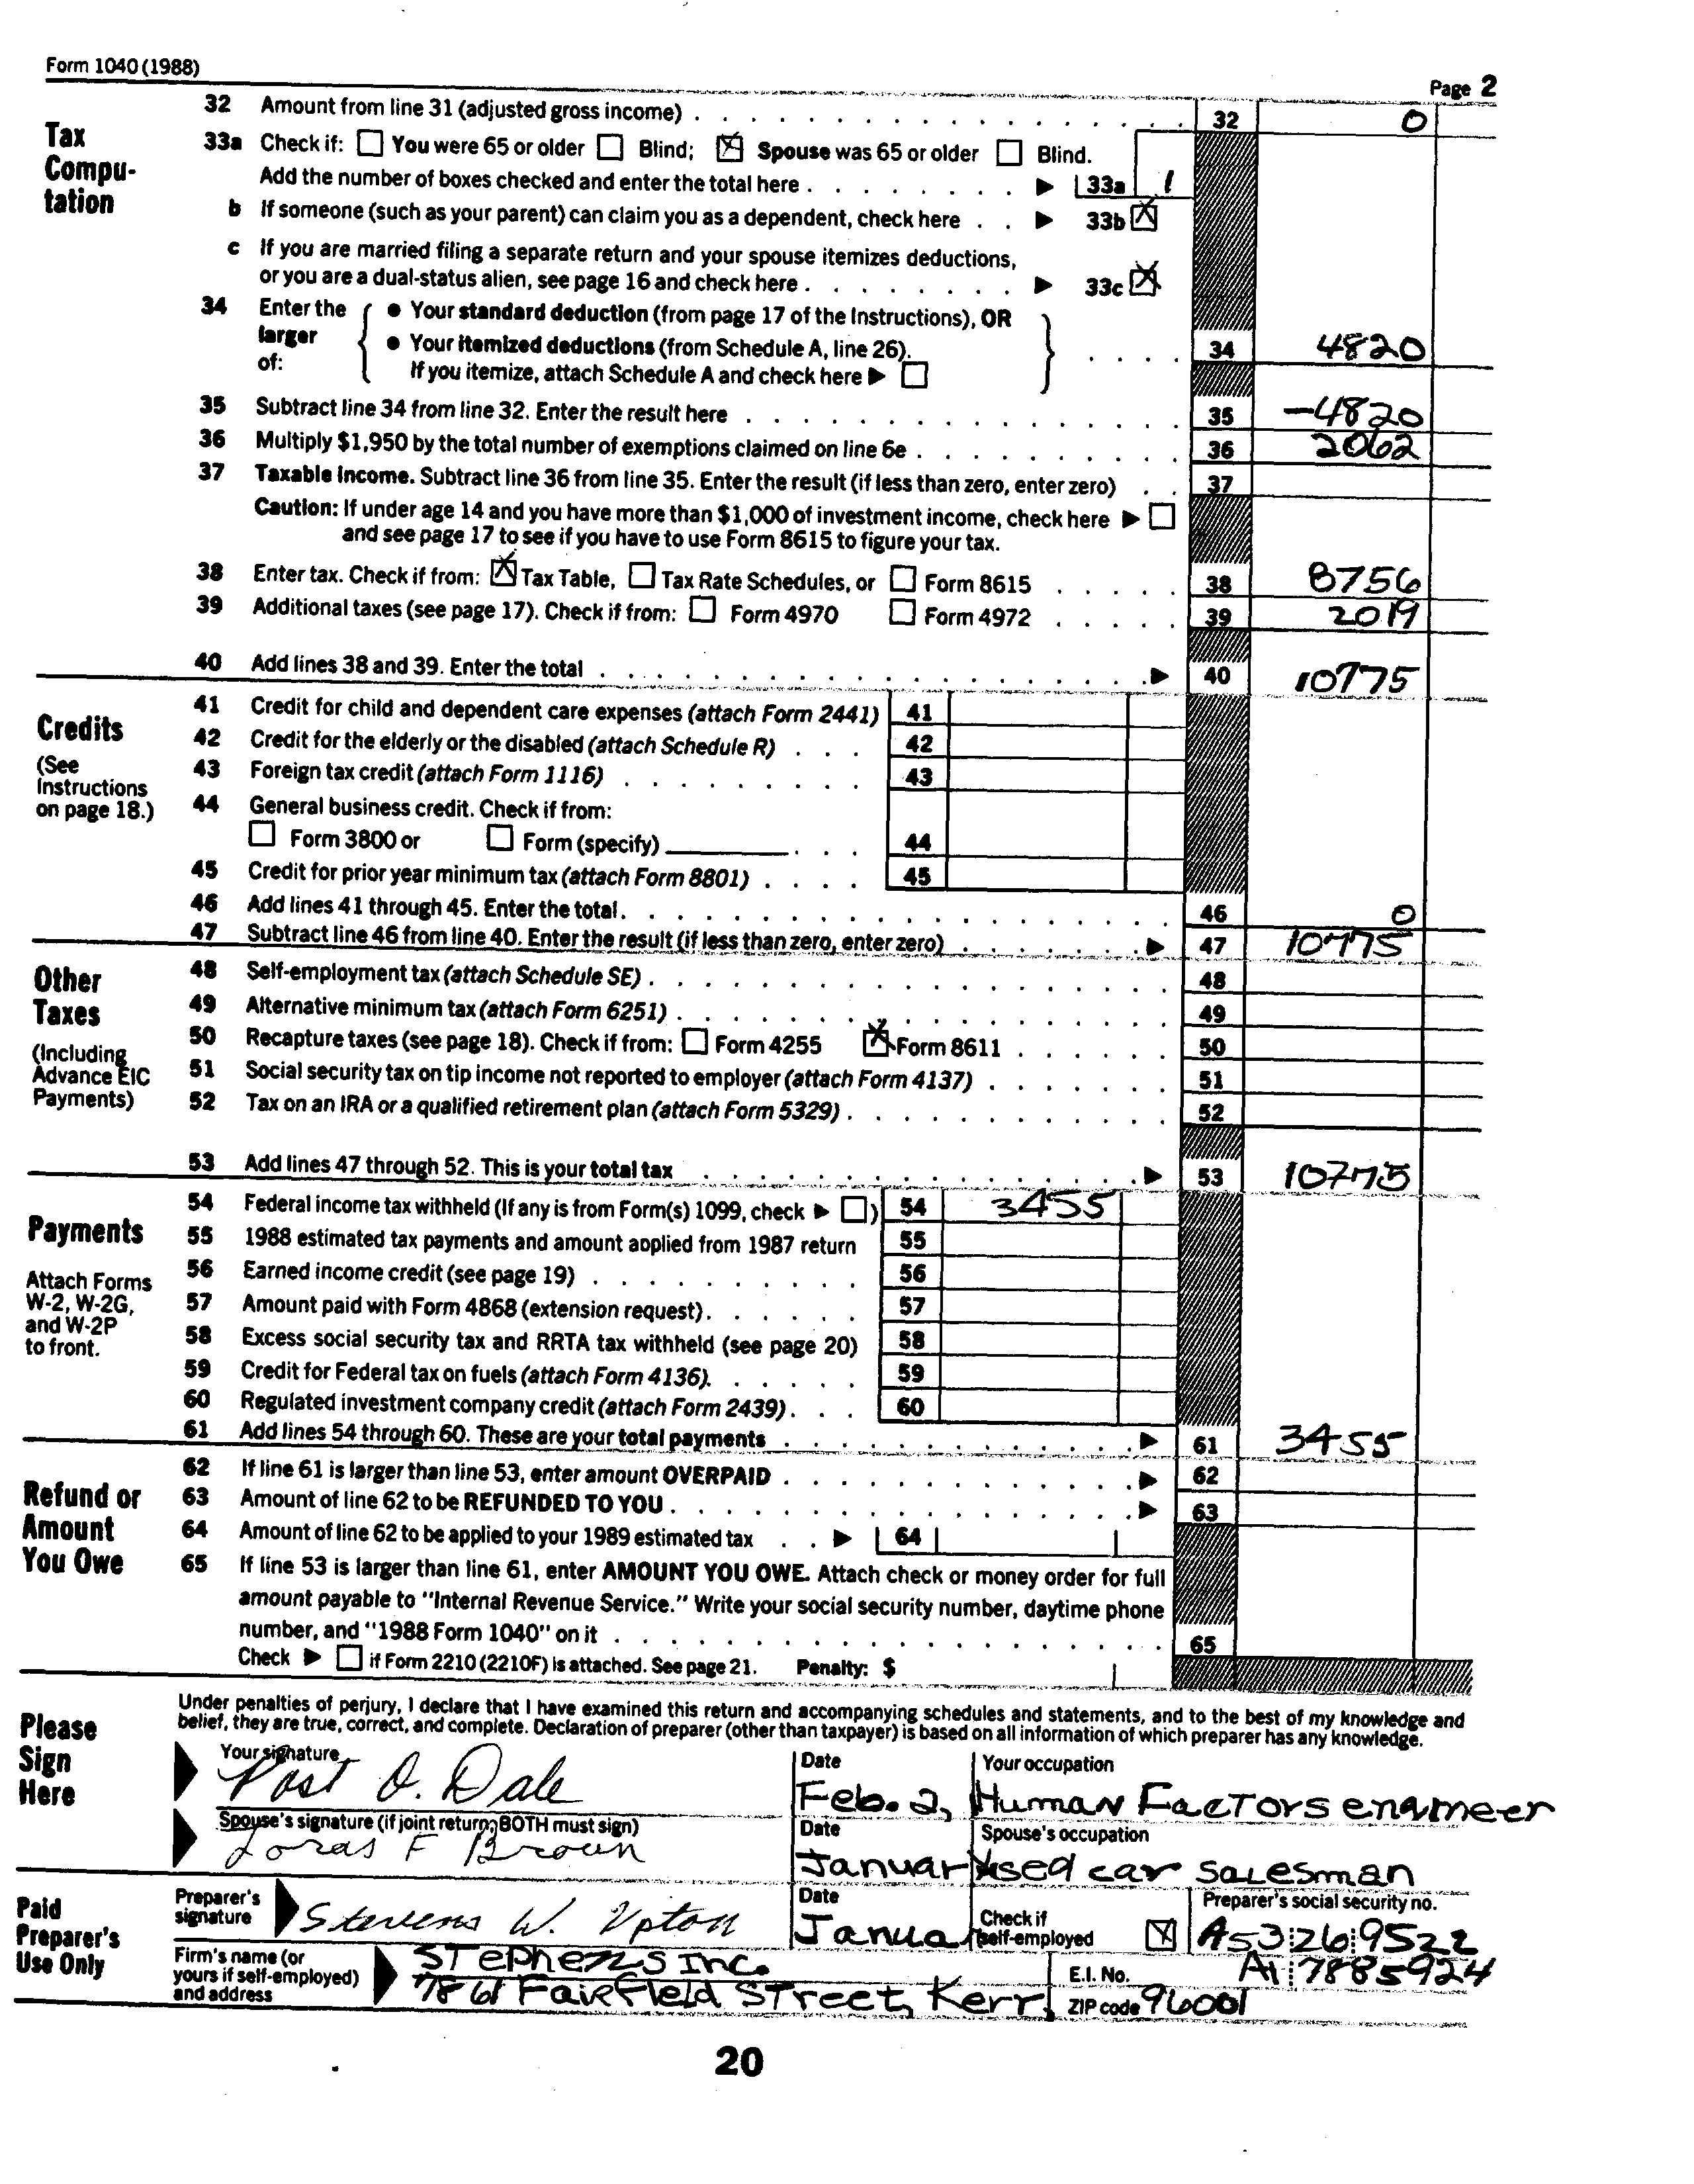 Form 1040 (1988)
Page 2
Tax Compu-tation
32 Amount from line 31 (adjusted gross income) . . . . 32 0
33a Check if: ☐ You were 65 or older ☐ Blind; ☒ Spouse was 65 or older ☐ Blind.
Add the number of boxes checked and enter the total here . . . . ▶ 33a 1
b If someone (such as your parent) can claim you as a dependent, check here . . ▶ 33b ☒
c If you are married filing a separate return and your spouse itemizes deductions,
or you are a dual-status alien, see page 16 and check here . . . . ▶ 33c ☒
34 Enter the larger of:
● Your standard deduction (from page 17 of the Instructions), OR
● Your itemized deductions (from Schedule A, line 26).
If you itemize, attach Schedule A and check here ▶ ☐ . . . . 34 4820
35 Subtract line 34 from line 32. Enter the result here . . . . 35 -4820
36 Multiply $1,950 by the total number of exemptions claimed on line 6e . . . . 36 2062
37 Taxable income. Subtract line 36 from line 35. Enter the result (if less than zero, enter zero) . . 37
Caution: If under age 14 and you have more than $1,000 of investment income, check here ▶ ☐
and see page 17 to see if you have to use Form 8615 to figure your tax.
38 Enter tax. Check if from: ☒ Tax Table, ☐ Tax Rate Schedules, or ☐ Form 8615 . . . . 38 8756
39 Additional taxes (see page 17). Check if from: ☐ Form 4970 ☐ Form 4972 . . . . 39 2019
40 Add lines 38 and 39. Enter the total . . . . ▶ 40 10775
Credits
(See Instructions on page 18.)
41 Credit for child and dependent care expenses (attach Form 2441) 41
42 Credit for the elderly or the disabled (attach Schedule R) . . . 42
43 Foreign tax credit (attach Form 1116) . . . . 43
44 General business credit. Check if from:
☐ Form 3800 or ☐ Form (specify) . . . 44
45 Credit for prior year minimum tax (attach Form 8801) . . . . 45
46 Add lines 41 through 45. Enter the total . . . . 46 0
47 Subtract line 46 from line 40. Enter the result (if less than zero, enter zero) . . . . ▶ 47 10775
Other Taxes
(Including Advance EIC Payments)
48 Self-employment tax (attach Schedule SE) . . . . 48
49 Alternative minimum tax (attach Form 6251) . . . . 49
50 Recapture taxes (see page 18). Check if from: ☐ Form 4255 ☒ Form 8611 . . . . 50
51 Social security tax on tip income not reported to employer (attach Form 4137) . . . . 51
52 Tax on an IRA or a qualified retirement plan (attach Form 5329) . . . . 52
53 Add lines 47 through 52. This is your total tax . . . . ▶ 53 10775
Payments
Attach Forms W-2, W-2G, and W-2P to front.
54 Federal income tax withheld (If any is from Form(s) 1099, check ▶ ☐) 54 3455
55 1988 estimated tax payments and amount applied from 1987 return 55
56 Earned income credit (see page 19) . . . . 56
57 Amount paid with Form 4868 (extension request) . . . . 57
58 Excess social security tax and RRTA tax withheld (see page 20) 58
59 Credit for Federal tax on fuels (attach Form 4136) . . . . 59
60 Regulated investment company credit (attach Form 2439) . . . 60
61 Add lines 54 through 60. These are your total payments . . . . ▶ 61 3455
Refund or Amount You Owe
62 If line 61 is larger than line 53, enter amount OVERPAID . . . . ▶ 62
63 Amount of line 62 to be REFUNDED TO YOU . . . . ▶ 63
64 Amount of line 62 to be applied to your 1989 estimated tax . . ▶ 64
65 If line 53 is larger than line 61, enter AMOUNT YOU OWE. Attach check or money order for full
amount payable to "Internal Revenue Service." Write your social security number, daytime phone
number, and "1988 Form 1040" on it . . . . 65
Check ▶ ☐ if Form 2210 (2210F) is attached. See page 21. Penalty: $
Please Sign Here
Under penalties of perjury, I declare that I have examined this return and accompanying schedules and statements, and to the best of my knowledge and
belief, they are true, correct, and complete. Declaration of preparer (other than taxpayer) is based on all information of which preparer has any knowledge.
Your signature Post O. Dale
Date Feb. 2,
Your occupation Human Factors engineer
Spouse's signature (if joint return, BOTH must sign) Loras F Brown
Date Januar
Spouse's occupation Used car salesman
Paid Preparer's Use Only
Preparer's signature Stevens W. Upton
Date Janua
Check if self-employed ☒
Preparer's social security no. A53 26 9522
Firm's name (or yours if self-employed) and address
Stephens Inc.
7861 Fairfield Street, Kerr
E.I. No. A1 7885924
ZIP code 96001
20